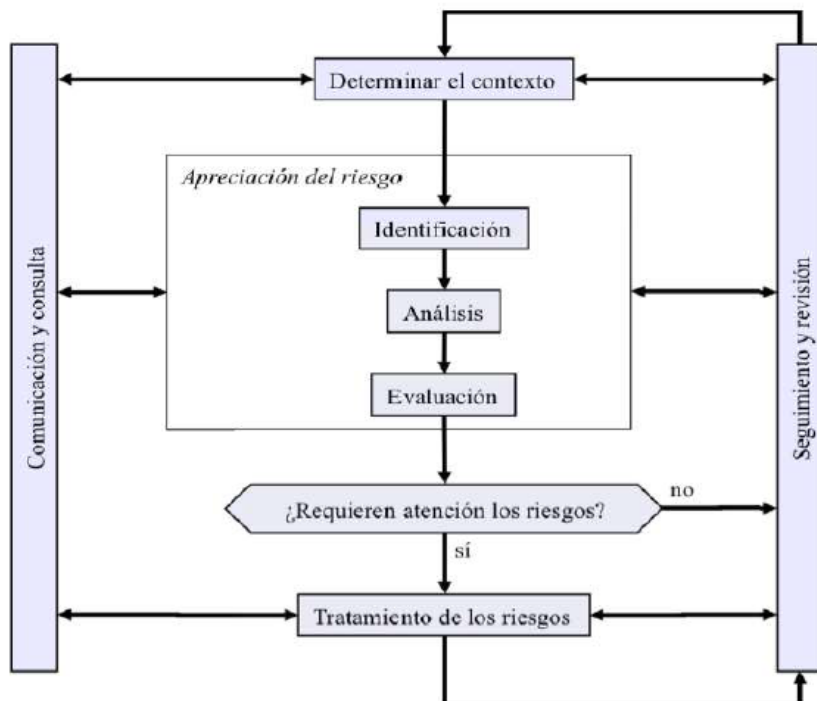 Determinar el contexto
Apreciación del riesgo
Identificación
Análisis
Evaluación
¿Requieren atención los riesgos?
no
sí
Tratamiento de los riesgos
Comunicación y consulta
Seguimiento y revisión